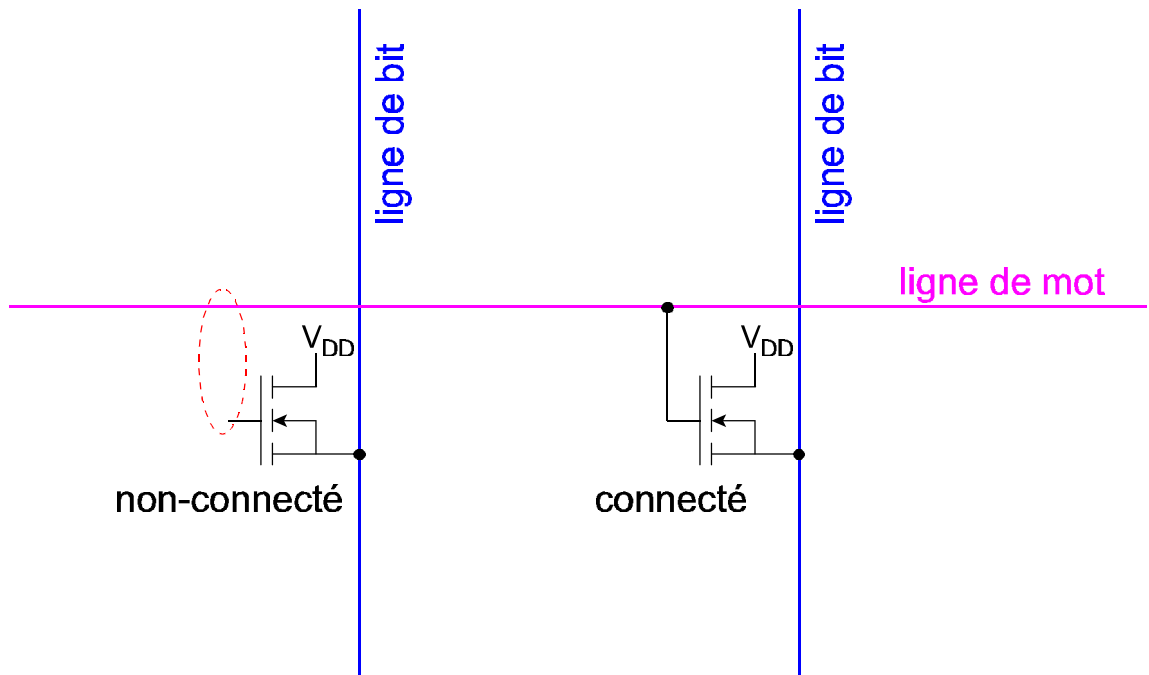 ligne de bit
ligne de bit
ligne de mot
VDD
VDD
non-connecté
connecté